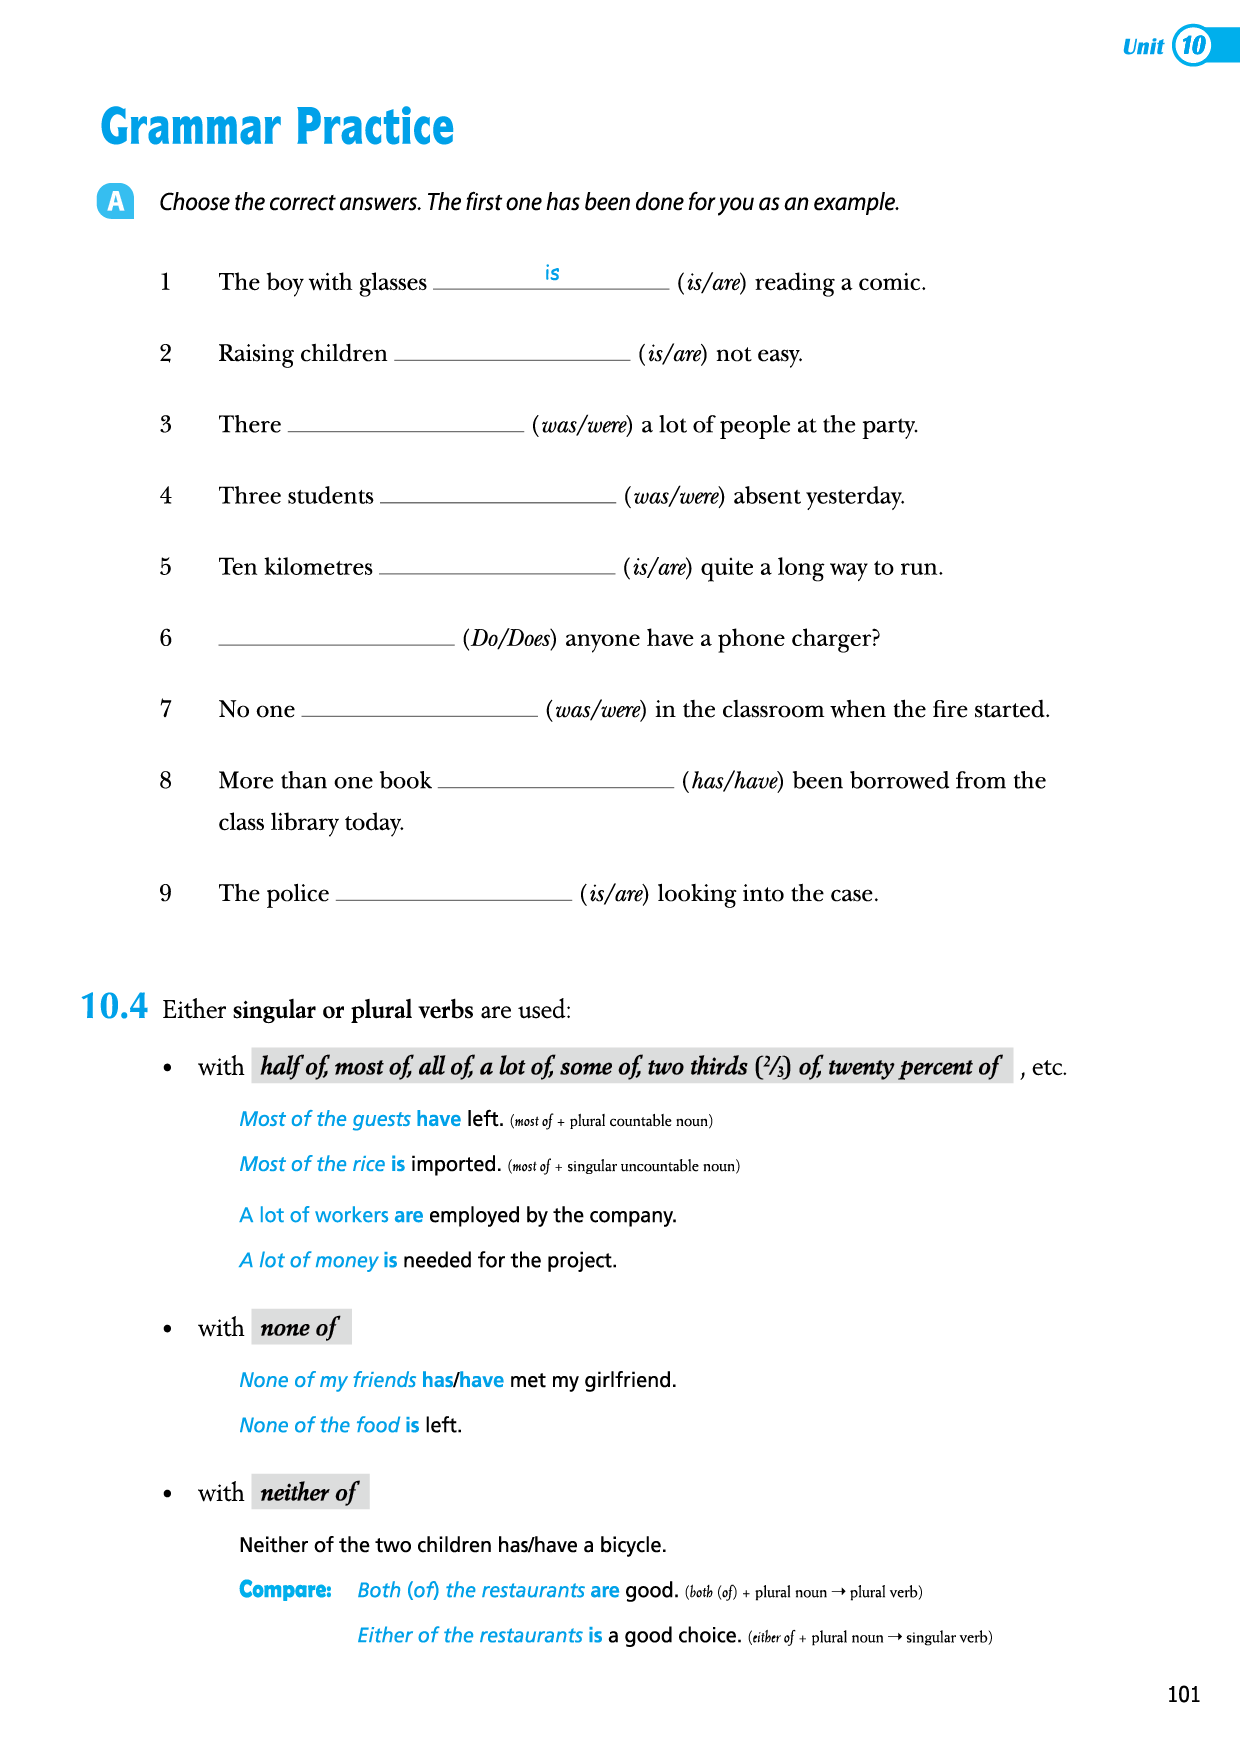 Unit 10
Grammar Practice
A Choose the correct answers. The first one has been done for you as an example.
1 The boy with glasses is (is/are) reading a comic.
2 Raising children ____ (is/are) not easy.
3 There ____ (was/were) a lot of people at the party.
4 Three students ____ (was/were) absent yesterday.
5 Ten kilometres ____ (is/are) quite a long way to run.
6 ____ (Do/Does) anyone have a phone charger?
7 No one ____ (was/were) in the classroom when the fire started.
8 More than one book ____ (has/have) been borrowed from the
class library today.
9 The police ____ (is/are) looking into the case.
10.4 Either singular or plural verbs are used:
• with half of, most of, all of, a lot of, some of, two thirds (2/3) of, twenty percent of , etc.
Most of the guests have left. (most of + plural countable noun)
Most of the rice is imported. (most of + singular uncountable noun)
A lot of workers are employed by the company.
A lot of money is needed for the project.
• with none of
None of my friends has/have met my girlfriend.
None of the food is left.
• with neither of
Neither of the two children has/have a bicycle.
Compare: Both (of) the restaurants are good. (both (of) + plural noun → plural verb)
Either of the restaurants is a good choice. (either of + plural noun → singular verb)
101